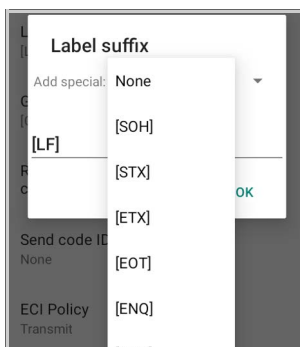 Label suffix
Add special:
None
[SOH]
[LF]
[STX]
OK
[ETX]
Send code ID
None
[EOT]
ECI Policy
[ENQ]
Transmit